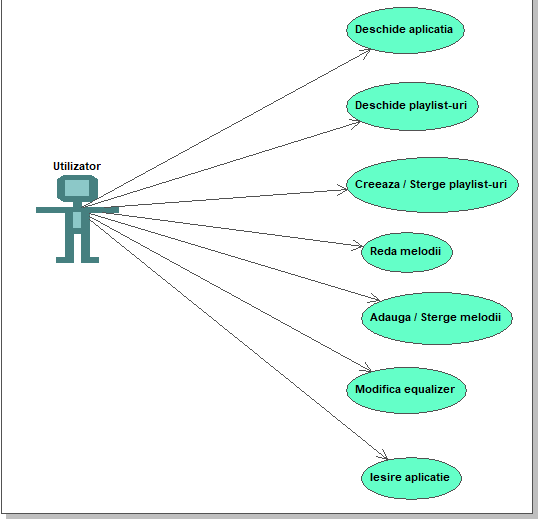 Deschide aplicatia
Deschide playlist-uri
Utilizator
Creeaza / Sterge playlist-uri
Reda melodii
Adauga / Sterge melodii
Modifica equalizer
Iesire aplicatie